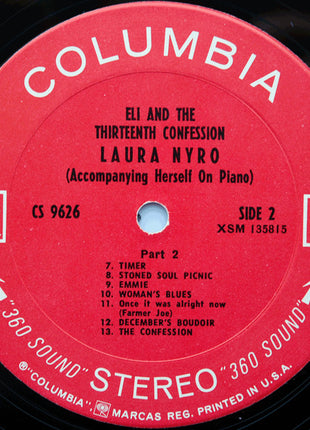 COLUMBIA
ELI AND THE
THIRTEENTH CONFESSION
LAURA NYRO
(Accompanying Herself On Piano)
CS 9626
SIDE 2
XSM 135815
Part 2
7. TIMER
8. STONED SOUL PICNIC
9. EMMIE
10. WOMAN'S BLUES
11. Once it was alright now
(Farmer Joe)
12. DECEMBER'S BOUDOIR
13. THE CONFESSION
"360 SOUND" STEREO "360 SOUND"
® "COLUMBIA", MARCAS REG. PRINTED IN U.S.A.